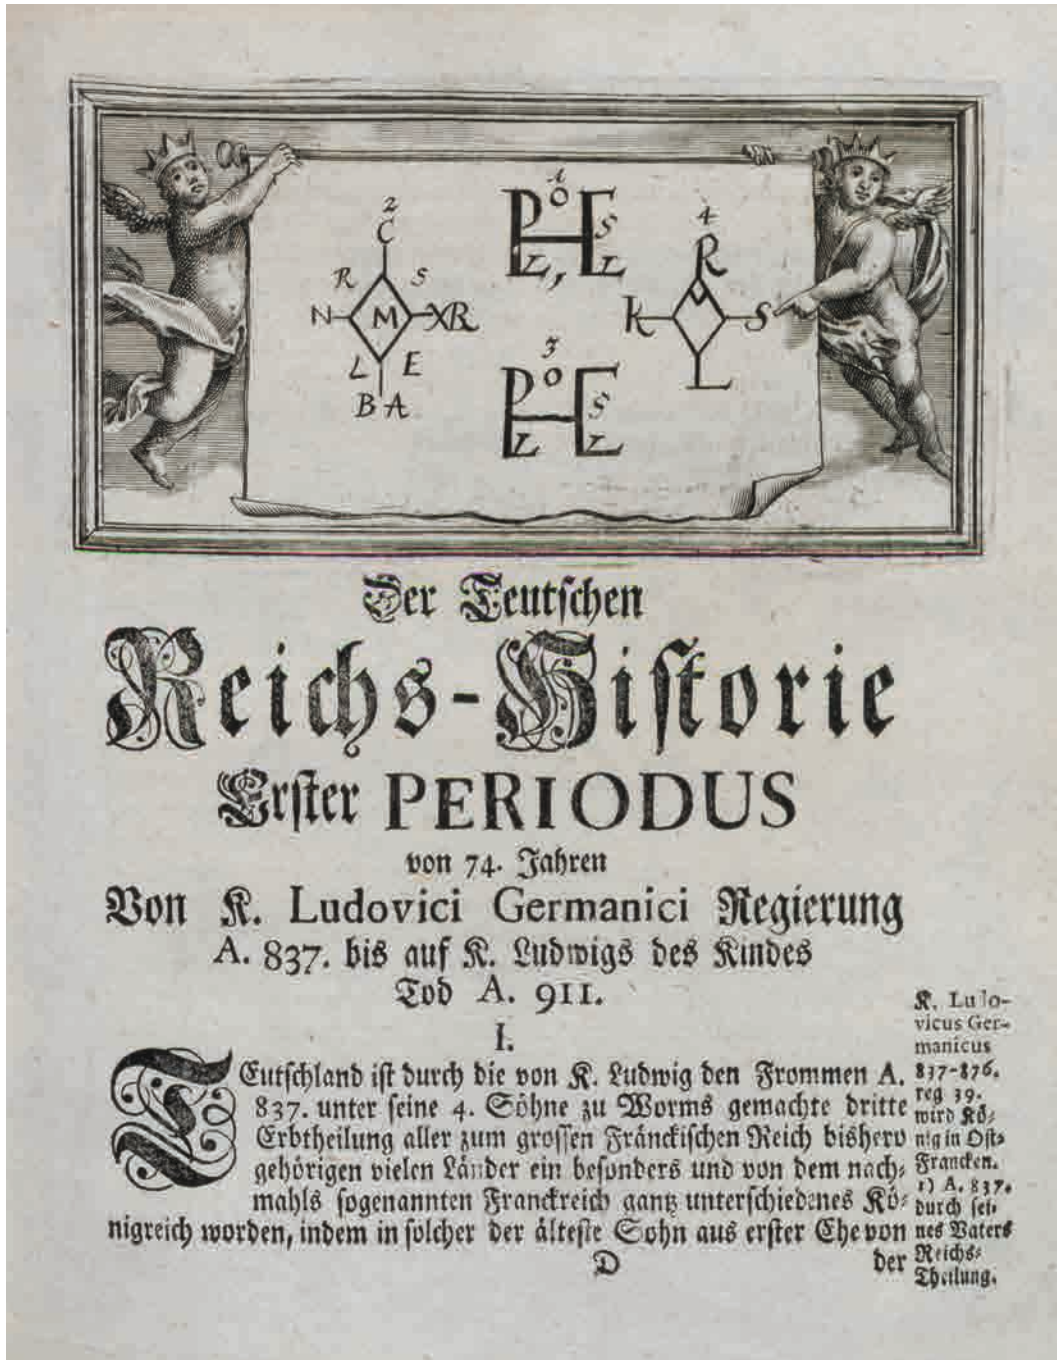 1
P O E S
L, L
2
C
R S
N M XR
L E
B A
3
P O E S
L L
4
R
K S
L
Der Teutschen
Reichs-Historie
Erster PERIODUS
von 74. Jahren
Von K. Ludovici Germanici Regierung
A. 837. bis auf K. Ludwigs des Kindes
Tod A. 911.
I.
TEutschland ist durch die von K. Ludwig den Frommen A.
837. unter seine 4. Söhne zu Worms gemachte dritte
Erbtheilung aller zum grossen Fränckischen Reich bishero
gehörigen vielen Länder ein besonders und von dem nach-
mahls sogenannten Franckreich gantz unterschiedenes Kö-
nigreich worden, indem in solcher der älteste Sohn aus erster Ehe von
D der
K. Ludo-
vicus Ger-
manicus
837-876.
reg 39.
wird Kö-
nig in Ost-
Francken.
1) A. 837.
durch sei-
nes Vaters
Reichs-
Theilung.